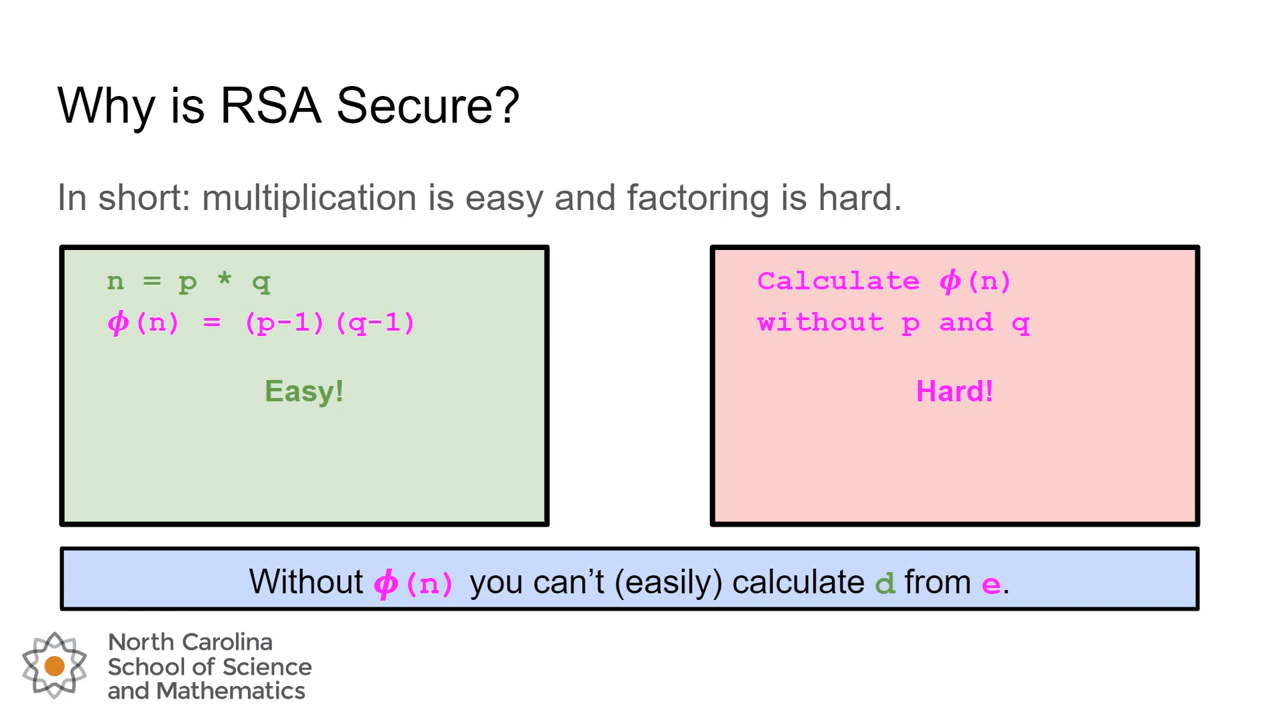 Why is RSA Secure?
In short: multiplication is easy and factoring is hard.
n = p * q
ϕ(n) = (p-1)(q-1)
Easy!
Calculate ϕ(n)
without p and q
Hard!
Without ϕ(n) you can’t (easily) calculate d from e.
North Carolina
School of Science
and Mathematics